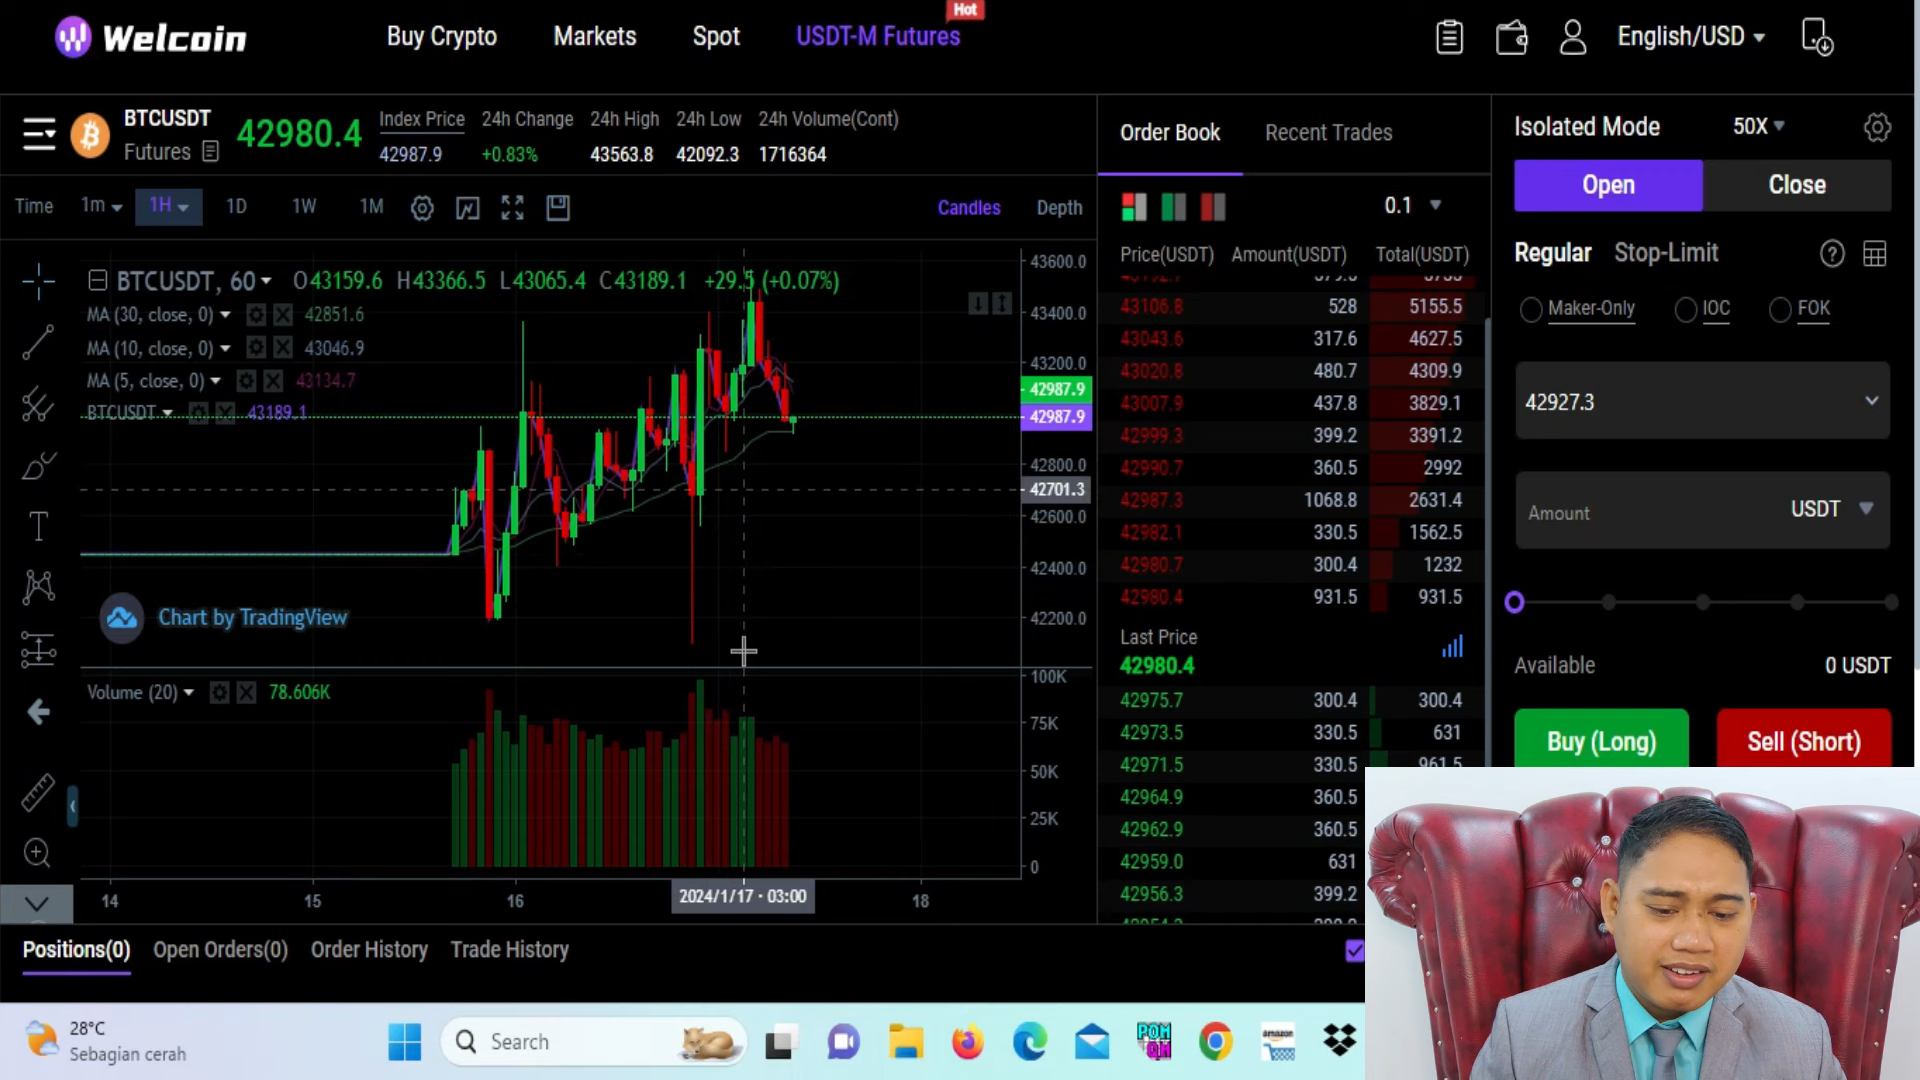 Welcoin
Buy Crypto
Markets
Spot
USDT-M Futures
Hot
English/USD
BTCUSDT
Futures
42980.4
Index Price
42987.9
24h Change
+0.83%
24h High
43563.8
24h Low
42092.3
24h Volume(Cont)
1716364
Time 1m 1H 1D 1W 1M
Candles Depth
BTCUSDT, 60 O43159.6 H43366.5 L43065.4 C43189.1 +29.5 (+0.07%)
MA (30, close, 0) 42851.6
MA (10, close, 0) 43046.9
MA (5, close, 0) 43134.7
BTCUSDT 43189.1
43600.0
43400.0
43200.0
42987.9
42987.9
42800.0
42701.3
42600.0
42400.0
42200.0
Chart by TradingView
Volume (20) 78.606K
100K
75K
50K
25K
0
14 15 16 2024/1/17 - 03:00 18
Order Book Recent Trades
0.1
Price(USDT) Amount(USDT) Total(USDT)
43106.8 528 5155.5
43043.6 317.6 4627.5
43020.8 480.7 4309.9
43007.9 437.8 3829.1
42999.3 399.2 3391.2
42990.7 360.5 2992
42987.3 1068.8 2631.4
42982.1 330.5 1562.5
42980.7 300.4 1232
42980.4 931.5 931.5
Last Price
42980.4
42975.7 300.4 300.4
42973.5 330.5 631
42971.5 330.5 961.5
42964.9 360.5
42962.9 360.5
42959.0 631
42956.3 399.2
Isolated Mode 50X
Open Close
Regular Stop-Limit
Maker-Only IOC FOK
42927.3
Amount USDT
Available 0 USDT
Buy (Long) Sell (Short)
Positions(0) Open Orders(0) Order History Trade History
28°C
Sebagian cerah
Search
amazon